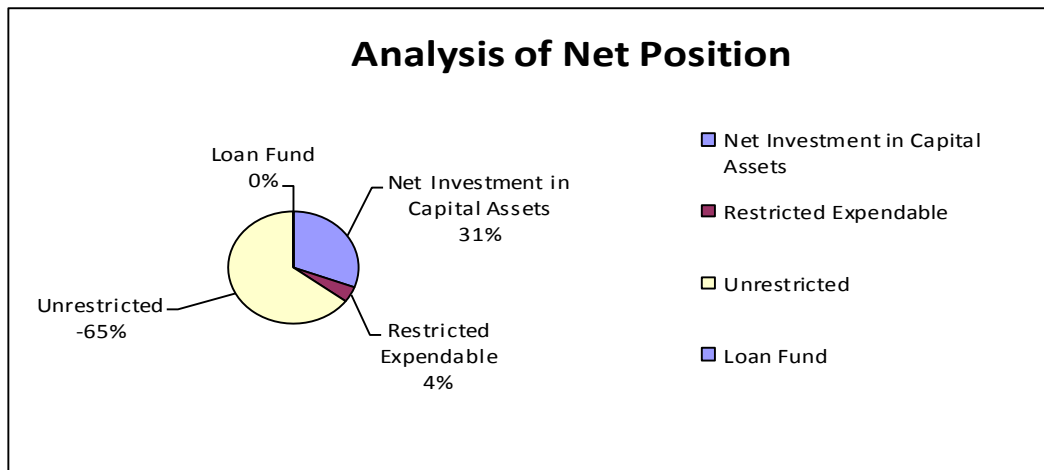 Analysis of Net Position
Loan Fund
0%
Net Investment in
Capital Assets
31%
Unrestricted
-65%
Restricted
Expendable
4%
Net Investment in Capital
Assets
Restricted Expendable
Unrestricted
Loan Fund